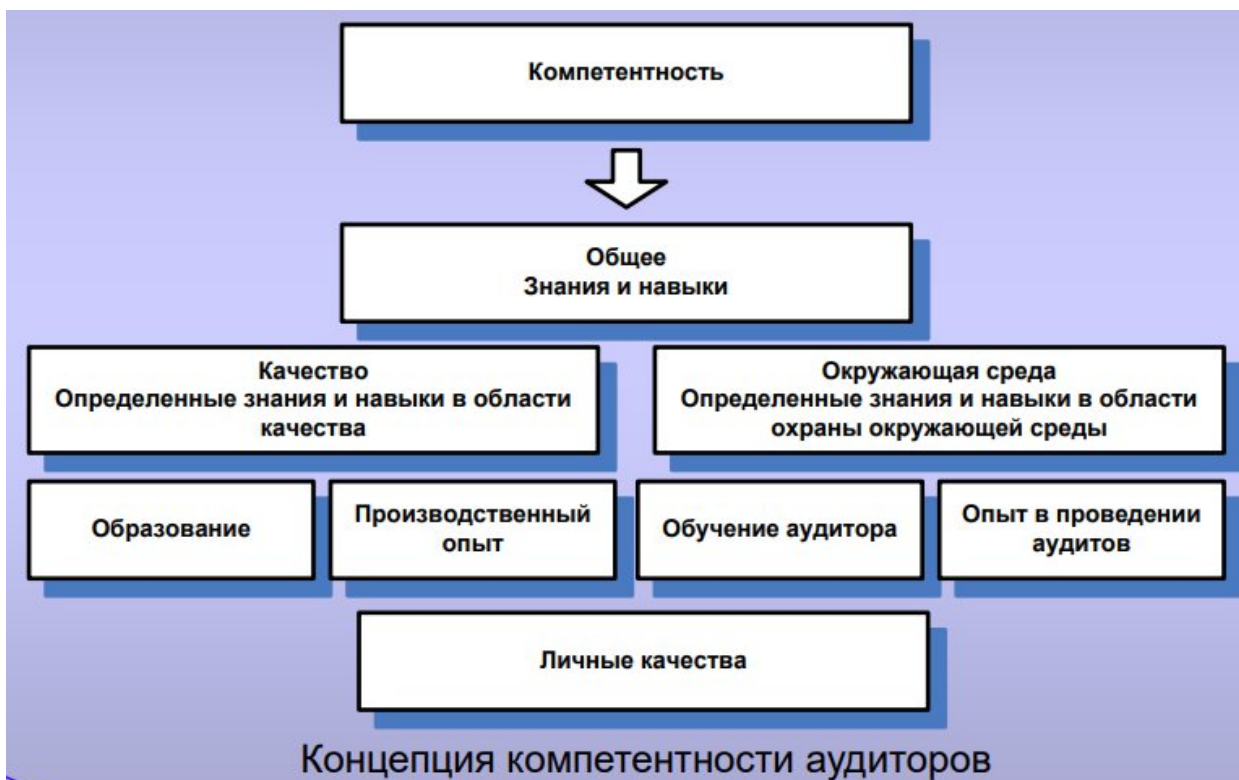 Компетентность
Общее
Знания и навыки
Качество
Определенные знания и навыки в области
качества
Окружающая среда
Определенные знания и навыки в области
охраны окружающей среды
Образование
Производственный
опыт
Обучение аудитора
Опыт в проведении
аудитов
Личные качества
Концепция компетентности аудиторов